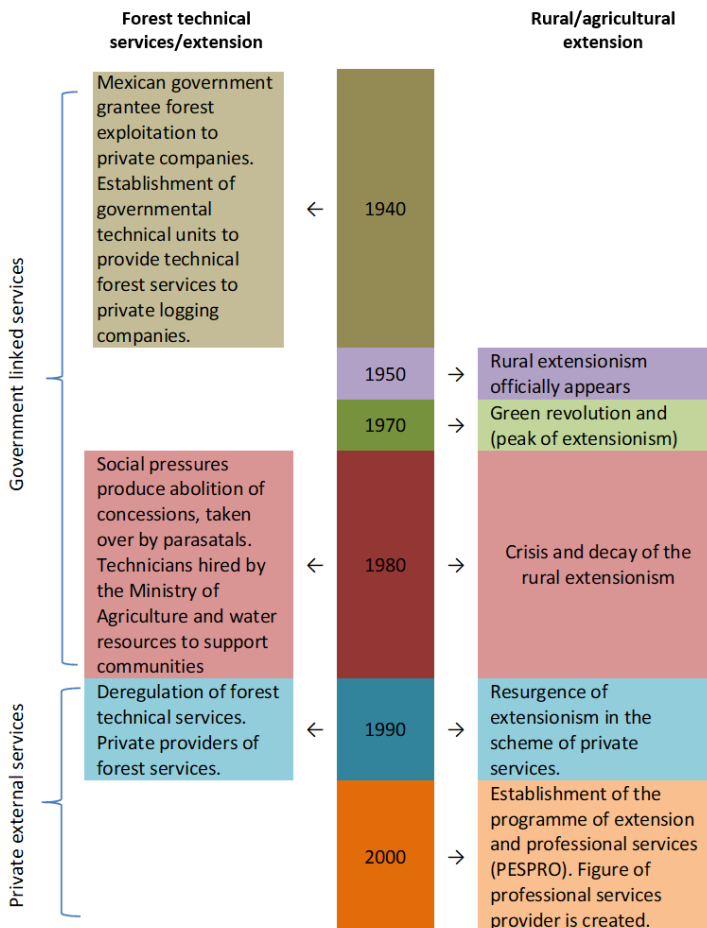 Forest technical
services/extension
Rural/agricultural
extension
Government linked services
Mexican government
grantee forest
exploitation to
private companies.
Establishment of
governmental
technical units to
provide technical
forest services to
private logging
companies.
←
1940
1950
→
Rural extensionism
officially appears
1970
→
Green revolution and
(peak of extensionism)
Social pressures
produce abolition of
concessions, taken
over by parasatals.
Technicians hired by
the Ministry of
Agriculture and water
resources to support
communities
←
1980
→
Crisis and decay of the
rural extensionism
Private external services
Deregulation of forest
technical services.
Private providers of
forest services.
←
1990
→
Resurgence of
extensionism in the
scheme of private
services.
2000
→
Establishment of the
programme of extension
and professional services
(PESPRO). Figure of
professional services
provider is created.